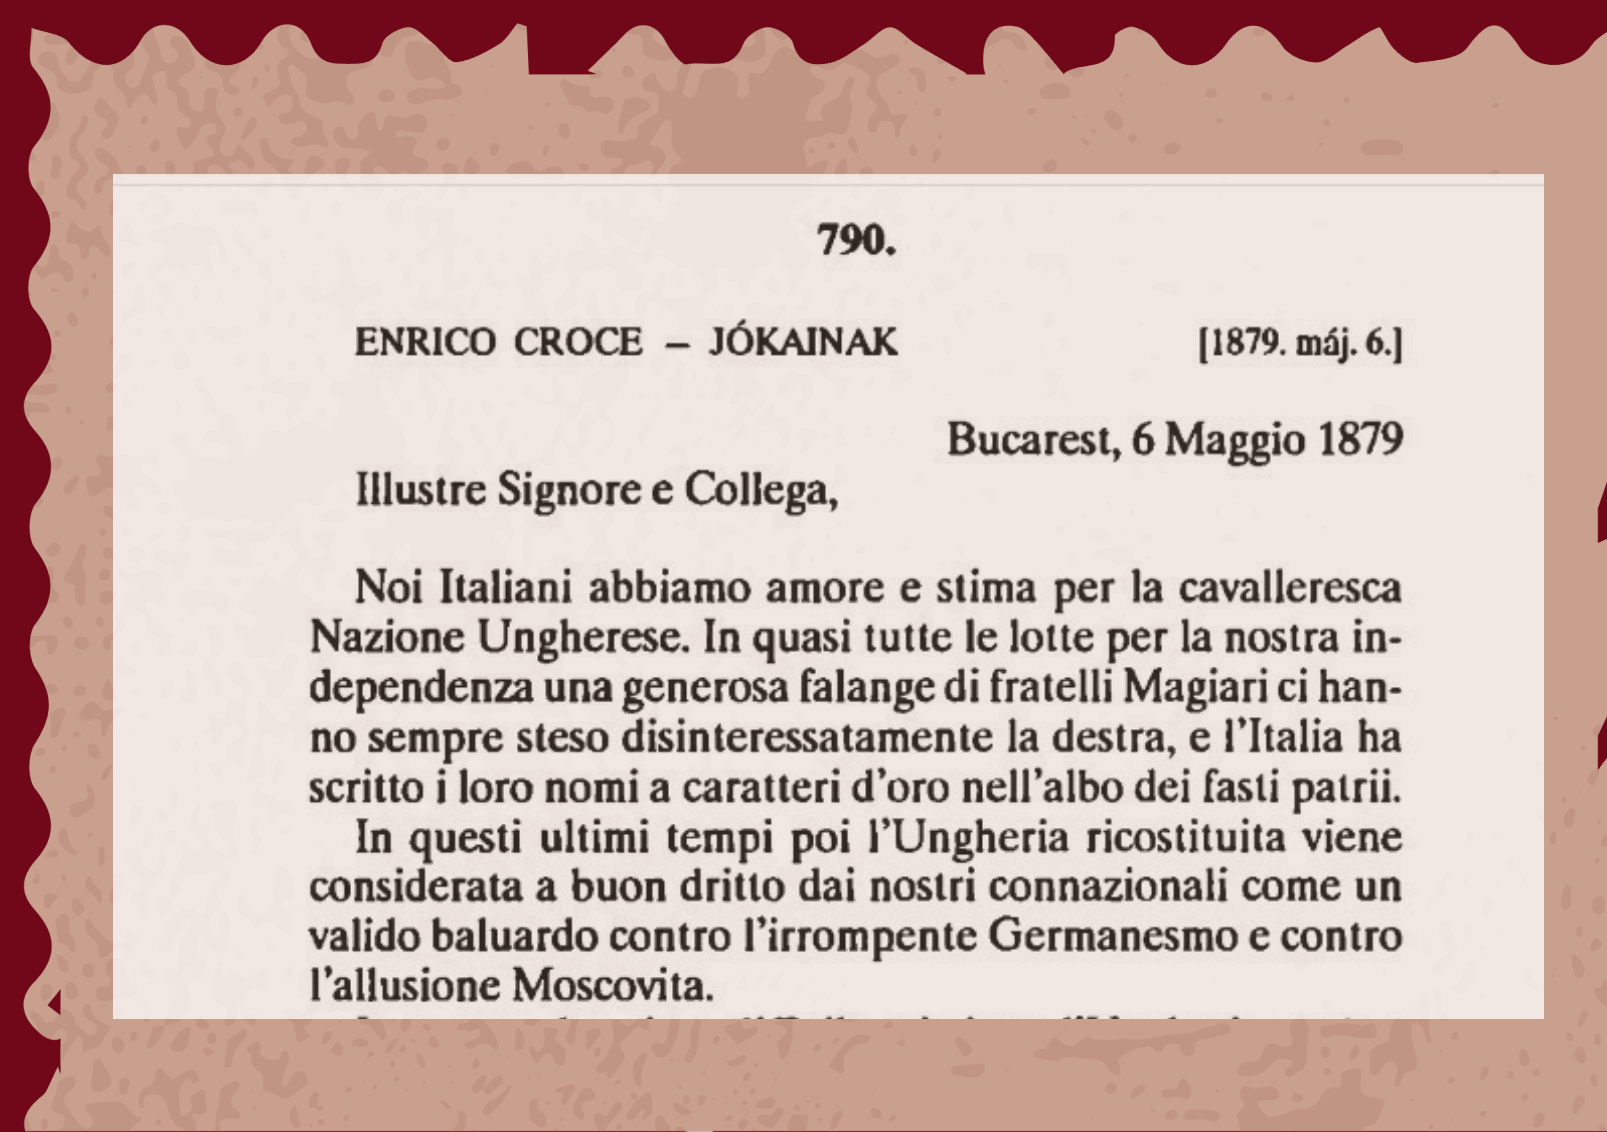 790.
ENRICO CROCE – JÓKAINAK [1879. máj. 6.]
Bucarest, 6 Maggio 1879
Illustre Signore e Collega,
Noi Italiani abbiamo amore e stima per la cavalleresca
Nazione Ungherese. In quasi tutte le lotte per la nostra in-
dependenza una generosa falange di fratelli Magiari ci han-
no sempre steso disinteressatamente la destra, e l'Italia ha
scritto i loro nomi a caratteri d'oro nell'albo dei fasti patrii.
In questi ultimi tempi poi l'Ungheria ricostituita viene
considerata a buon dritto dai nostri connazionali come un
valido baluardo contro l'irrompente Germanesmo e contro
l'allusione Moscovita.